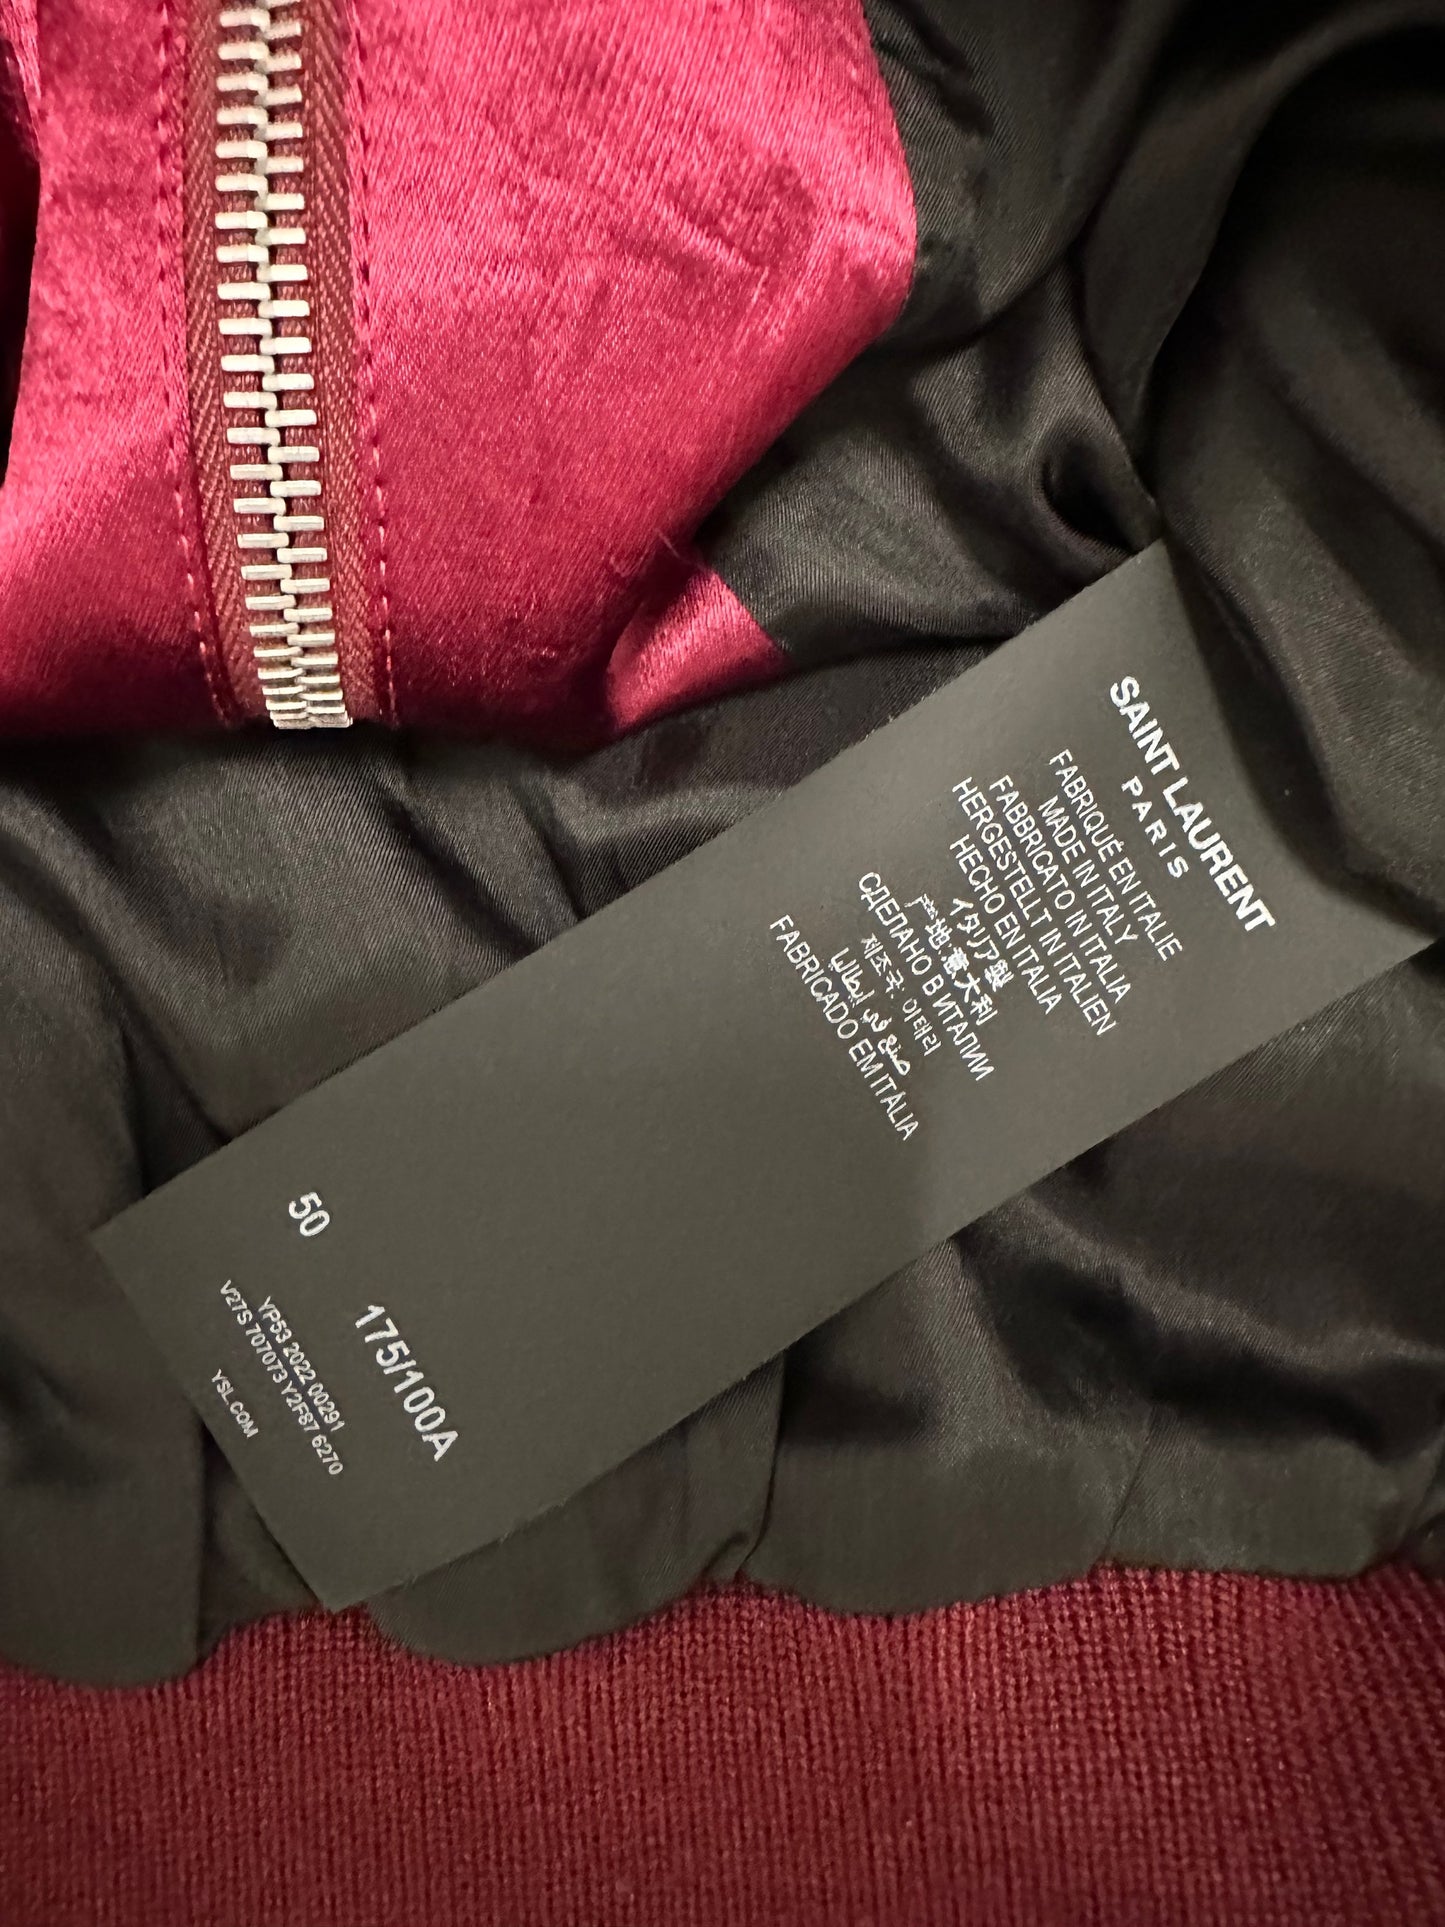 SAINT LAURENT
PARIS
FABRIQUÉ EN ITALIE
MADE IN ITALY
FABBRICATO IN ITALIA
HERGESTELLT IN ITALIEN
HECHO EN ITALIA
イタリア製
产地:意大利
СДЕЛАНО В ИТАЛИИ
제조국: 이태리
صنع في إيطاليا
FABRICADO EM ITALIA
50
175/100A
YP53 2022 00291
V27S 707073 Y2F87 6270
YSL.COM